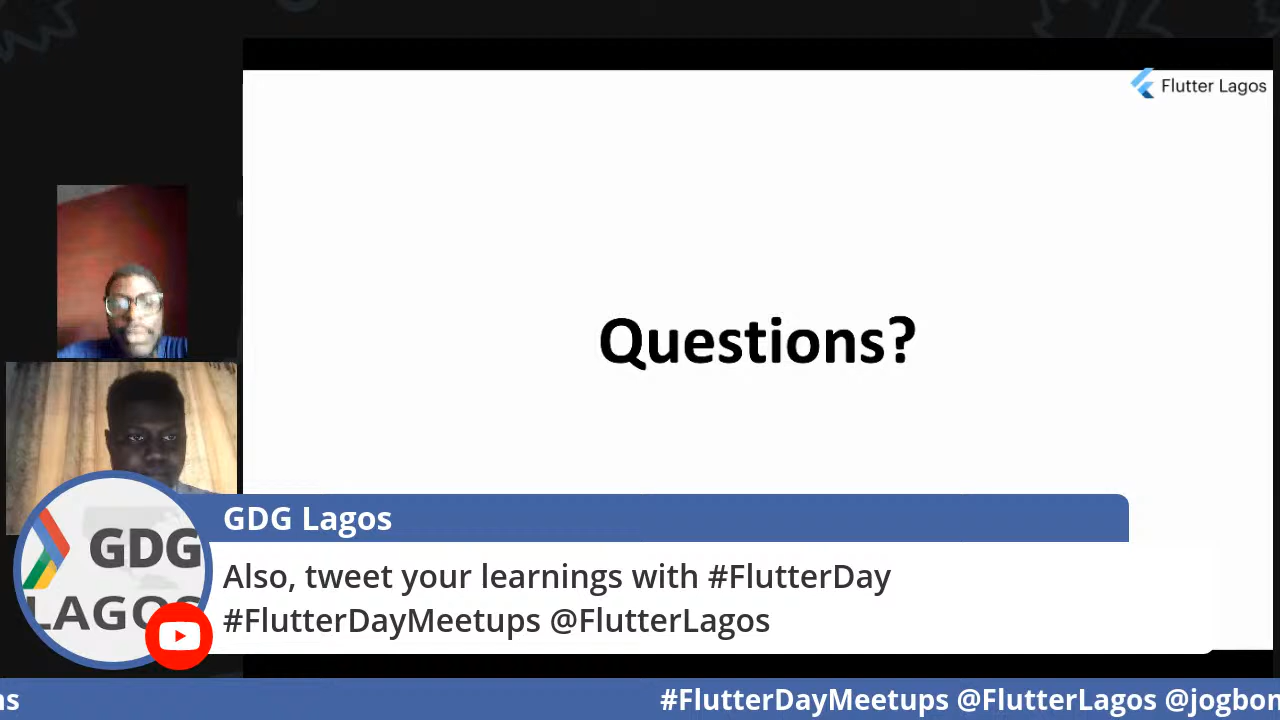 Flutter Lagos
Questions?
GDG Lagos
Also, tweet your learnings with #FlutterDay
#FlutterDayMeetups @FlutterLagos
GDG
LAGOS
#FlutterDayMeetups @FlutterLagos